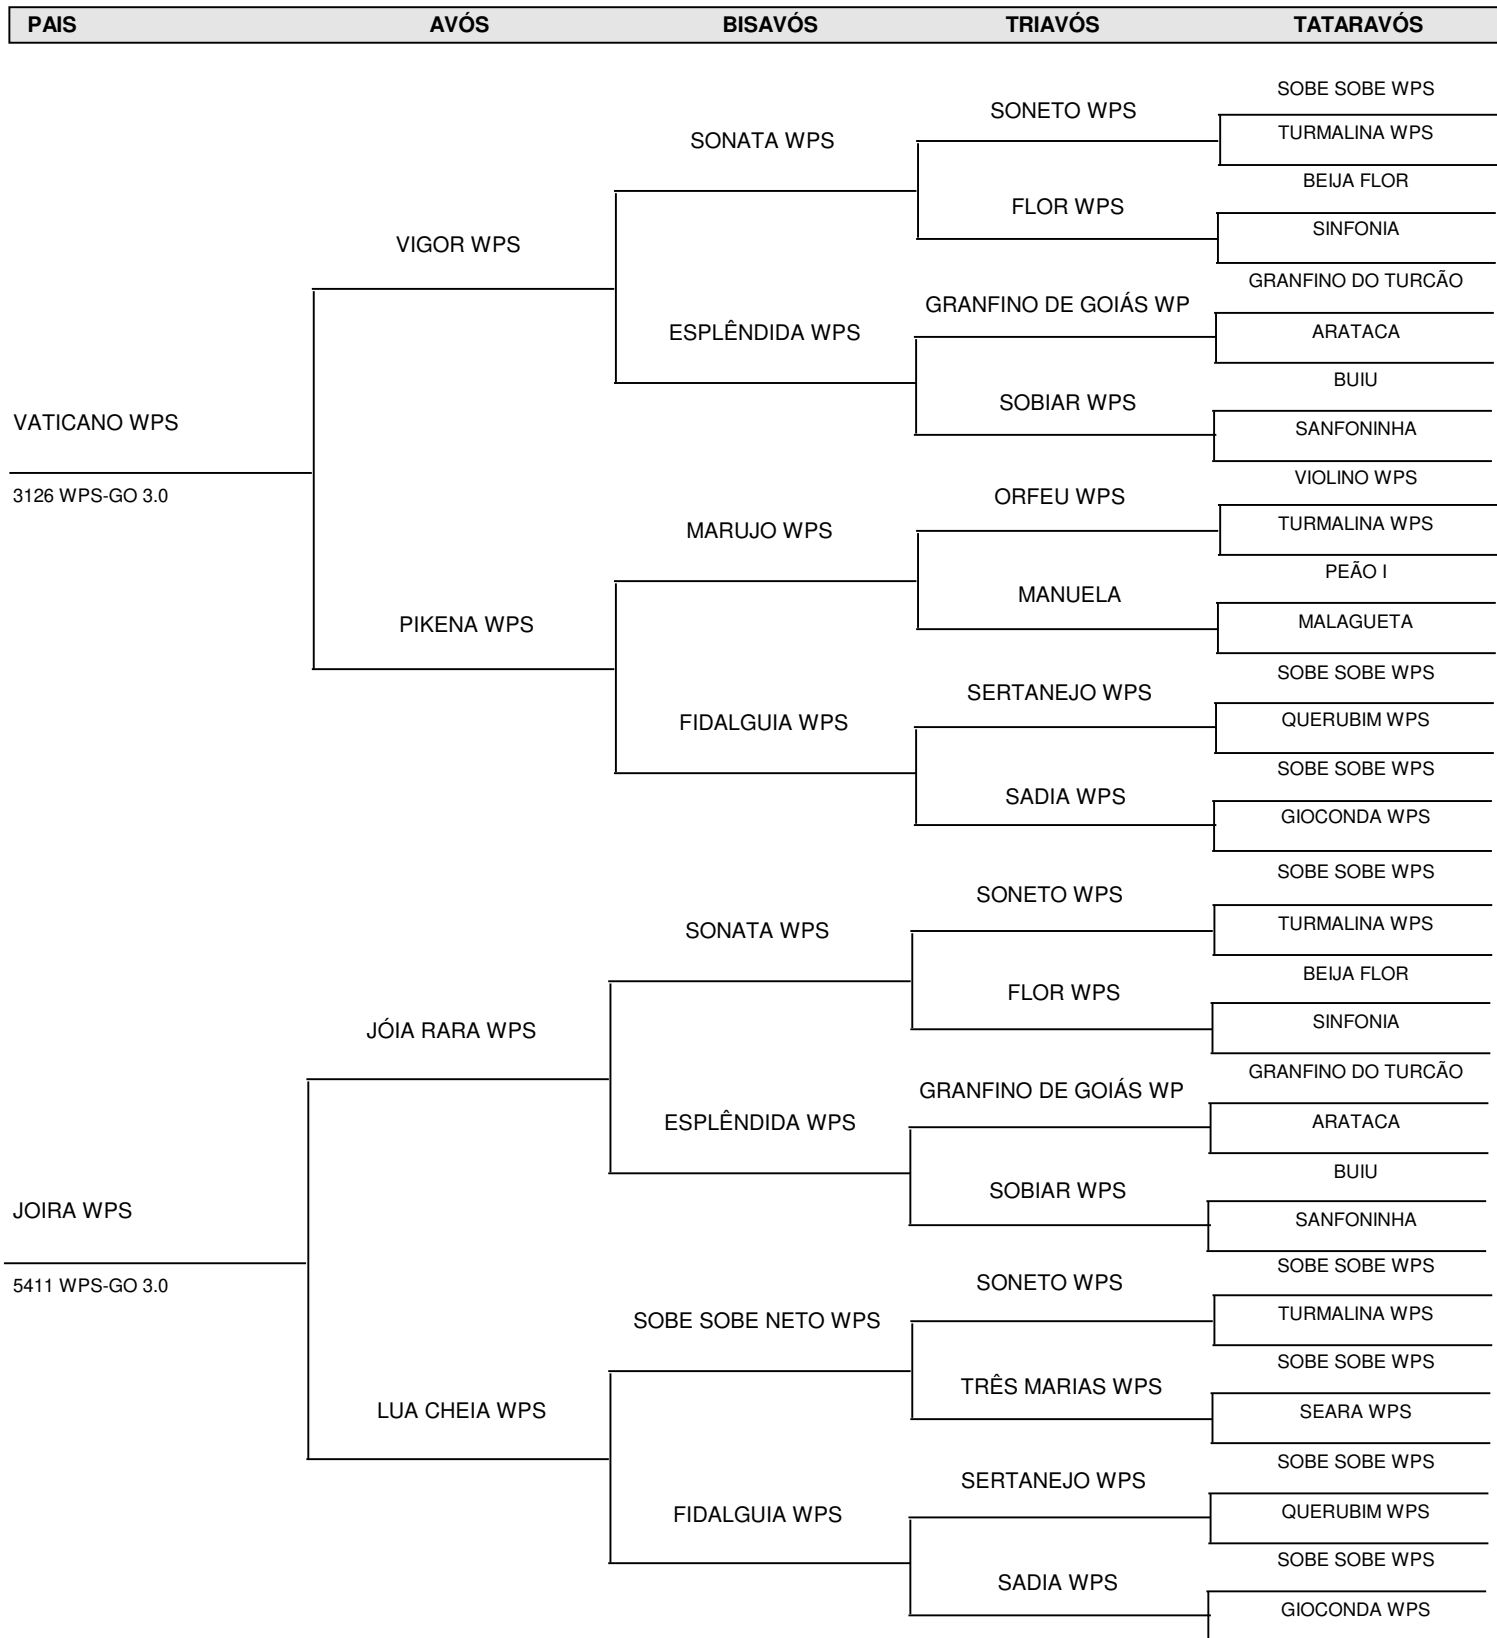 PAIS AVÓS BISAVÓS TRIAVÓS TATARAVÓS
SOBE SOBE WPS
SONETO WPS
TURMALINA WPS
SONATA WPS
BEIJA FLOR
FLOR WPS
SINFONIA
VIGOR WPS
GRANFINO DO TURCÃO
GRANFINO DE GOIÁS WP
ARATACA
ESPLÊNDIDA WPS
BUIU
SOBIAR WPS
VATICANO WPS
SANFONINHA
VIOLINO WPS
3126 WPS-GO 3.0
ORFEU WPS
TURMALINA WPS
MARUJO WPS
PEÃO I
MANUELA
MALAGUETA
PIKENA WPS
SOBE SOBE WPS
SERTANEJO WPS
QUERUBIM WPS
FIDALGUIA WPS
SOBE SOBE WPS
SADIA WPS
GIOCONDA WPS
SOBE SOBE WPS
SONETO WPS
TURMALINA WPS
SONATA WPS
BEIJA FLOR
FLOR WPS
SINFONIA
JÓIA RARA WPS
GRANFINO DO TURCÃO
GRANFINO DE GOIÁS WP
ARATACA
ESPLÊNDIDA WPS
BUIU
SOBIAR WPS
JOIRA WPS
SANFONINHA
SOBE SOBE WPS
5411 WPS-GO 3.0
SONETO WPS
TURMALINA WPS
SOBE SOBE NETO WPS
SOBE SOBE WPS
TRÊS MARIAS WPS
LUA CHEIA WPS
SEARA WPS
SOBE SOBE WPS
SERTANEJO WPS
QUERUBIM WPS
FIDALGUIA WPS
SOBE SOBE WPS
SADIA WPS
GIOCONDA WPS